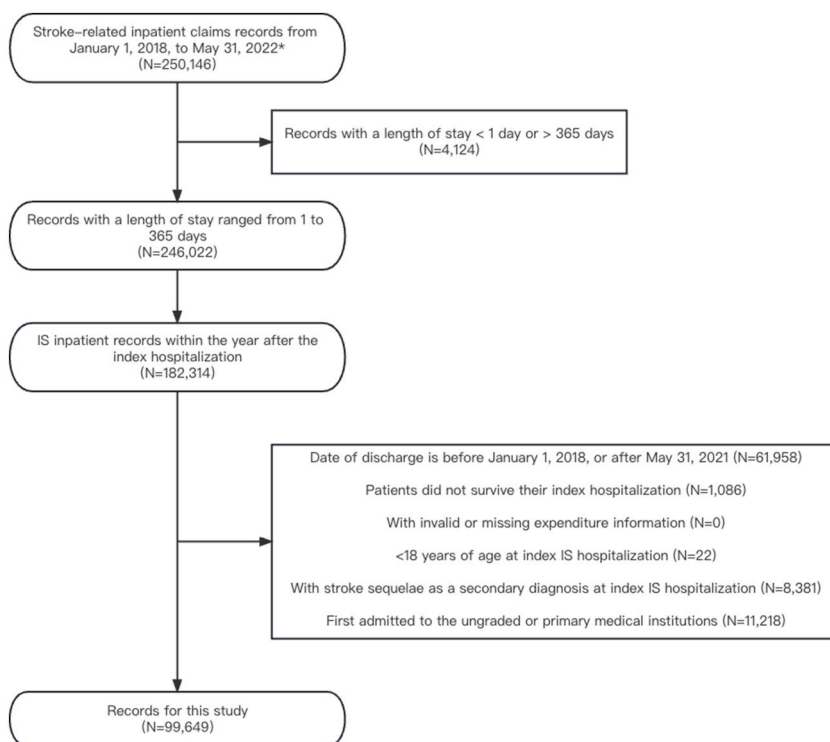 Stroke–related inpatient claims records from
January 1, 2018, to May 31, 2022*
(N=250,146)
Records with a length of stay < 1 day or > 365 days
(N=4,124)
Records with a length of stay ranged from 1 to
365 days
(N=246,022)
IS inpatient records within the year after the
index hospitalization
(N=182,314)
Date of discharge is before January 1, 2018, or after May 31, 2021 (N=61,958)
Patients did not survive their index hospitalization (N=1,086)
With invalid or missing expenditure information (N=0)
<18 years of age at index IS hospitalization (N=22)
With stroke sequelae as a secondary diagnosis at index IS hospitalization (N=8,381)
First admitted to the ungraded or primary medical institutions (N=11,218)
Records for this study
(N=99,649)